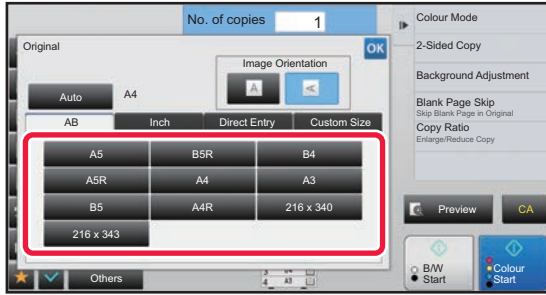 No. of copies 1
Original
OK
Image Orientation
A A
Auto A4
AB Inch Direct Entry Custom Size
A5 B5R B4
A5R A4 A3
B5 A4R 216 x 340
216 x 343
Others
A3
Colour Mode
2-Sided Copy
Background Adjustment
Blank Page Skip
Skip Blank Page in Original
Copy Ratio
Enlarge/Reduce Copy
Preview CA
B/W Start
Colour Start